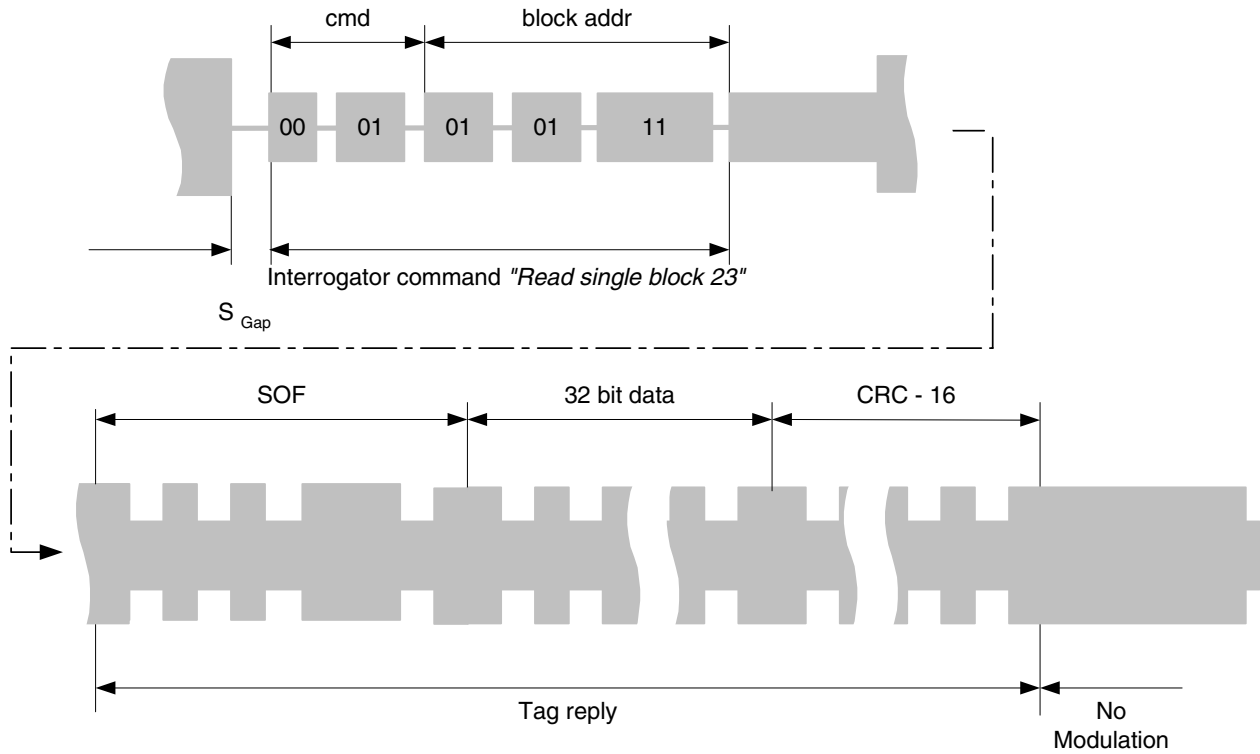 cmd
block addr
00 01 01 01 11
Interrogator command "Read single block 23"
S Gap
SOF
32 bit data
CRC - 16
Tag reply
No
Modulation